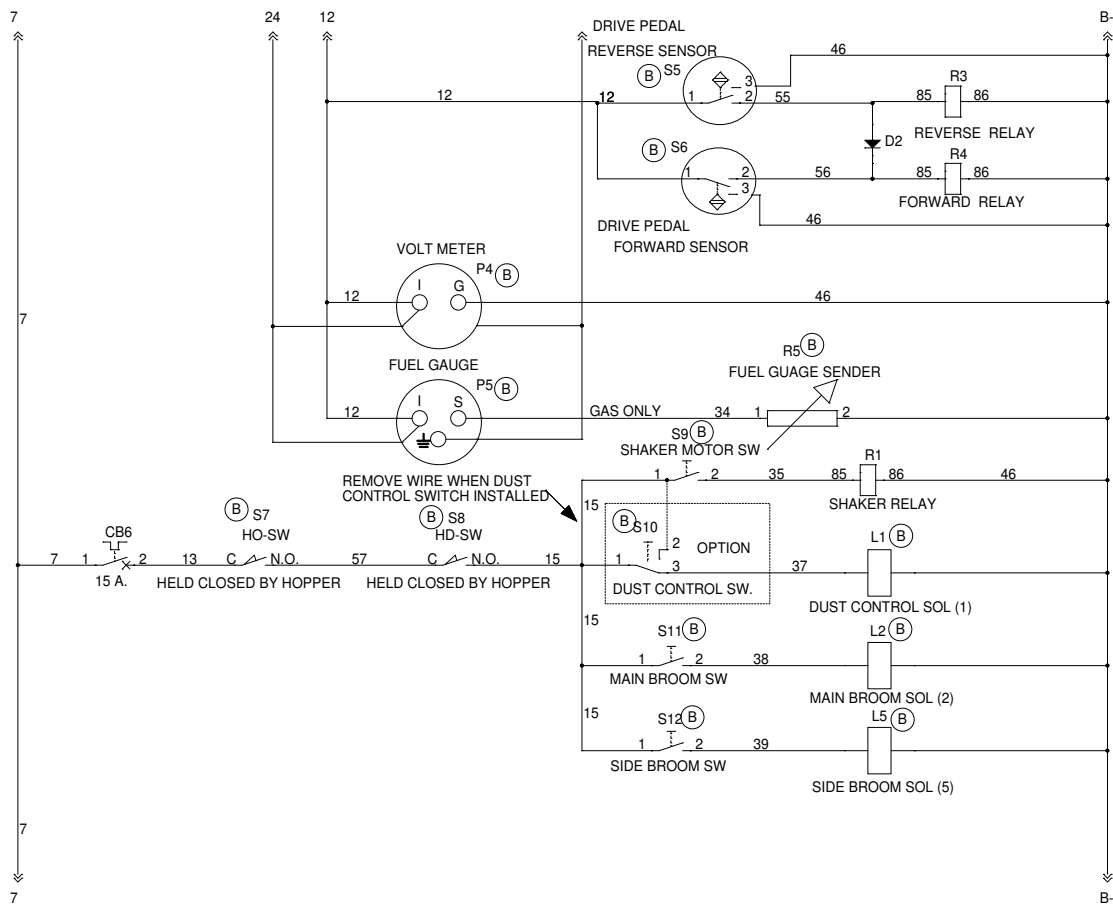 7
24
12
B-
DRIVE PEDAL
REVERSE SENSOR
46
B S5
3
R3
12
12
1
2
55
85
86
REVERSE RELAY
D2
B S6
R4
1
2
56
85
86
3
FORWARD RELAY
46
DRIVE PEDAL
FORWARD SENSOR
VOLT METER
P4 B
I
G
12
46
7
R5 B
FUEL GAUGE
FUEL GUAGE SENDER
P5 B
I
S
12
GAS ONLY
34
1
2
S9 B
SHAKER MOTOR SW
R1
REMOVE WIRE WHEN DUST
CONTROL SWITCH INSTALLED
1
2
35
85
86
46
SHAKER RELAY
15
B S7
HO-SW
B S8
HD-SW
B S10
CB6
2
OPTION
L1 B
7
1
2
13
C
N.O.
57
C
N.O.
15
1
3
37
15 A.
HELD CLOSED BY HOPPER
HELD CLOSED BY HOPPER
DUST CONTROL SW.
DUST CONTROL SOL (1)
15
S11 B
L2 B
1
2
38
MAIN BROOM SW
MAIN BROOM SOL (2)
15
S12 B
L5 B
1
2
39
SIDE BROOM SW
SIDE BROOM SOL (5)
7
7
B-